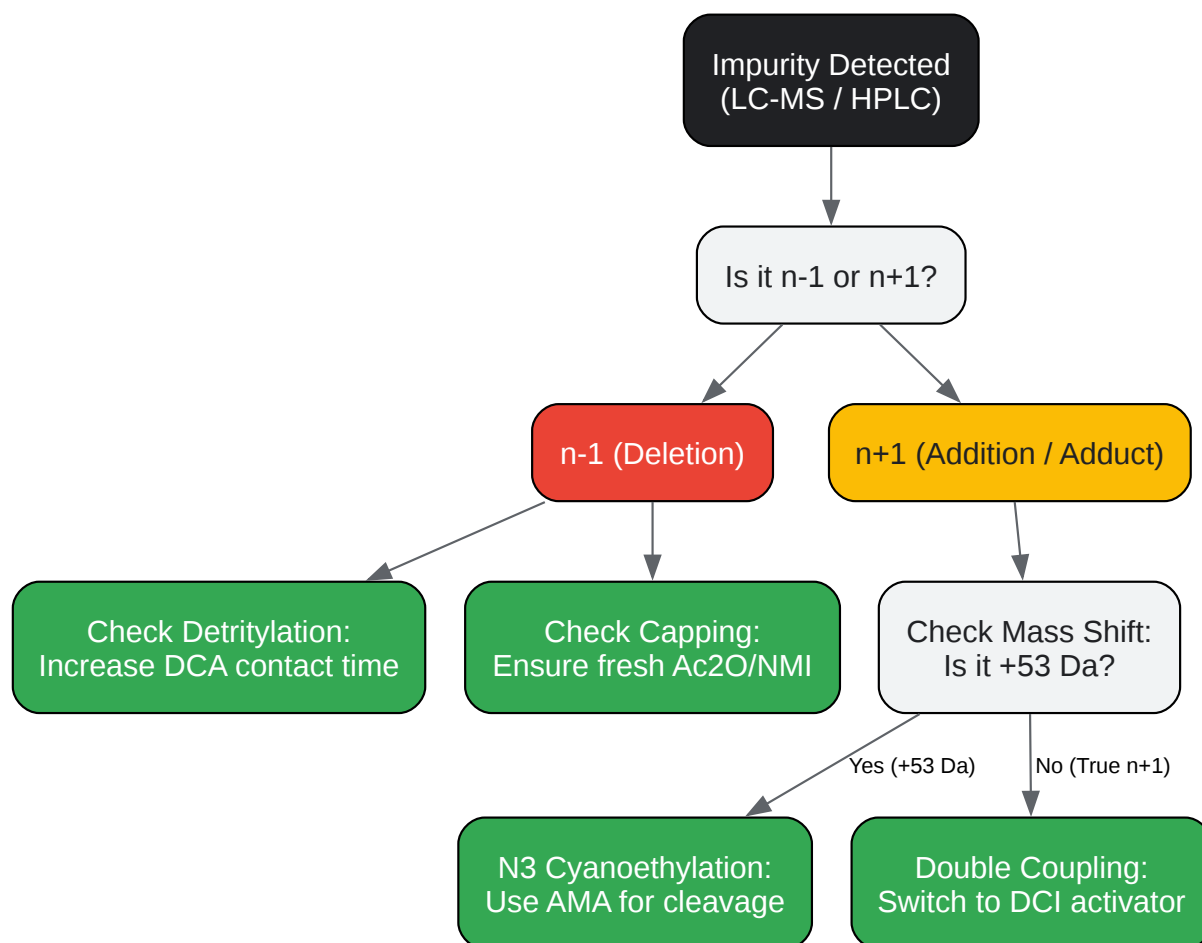 Impurity Detected
(LC-MS / HPLC)
Is it n-1 or n+1?
n-1 (Deletion)
n+1 (Addition / Adduct)
Check Detritylation:
Increase DCA contact time
Check Capping:
Ensure fresh Ac2O/NMI
Check Mass Shift:
Is it +53 Da?
Yes (+53 Da)
No (True n+1)
N3 Cyanoethylation:
Use AMA for cleavage
Double Coupling:
Switch to DCI activator